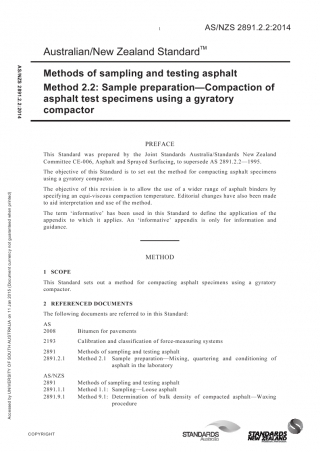 1
AS/NZS 2891.2.2:2014
Australian/New Zealand Standard™
Methods of sampling and testing asphalt
Method 2.2: Sample preparation—Compaction of
asphalt test specimens using a gyratory
compactor
PREFACE
This Standard was prepared by the Joint Standards Australia/Standards New Zealand
Committee CE-006, Asphalt and Sprayed Surfacing, to supersede AS 2891.2.2—1995.
The objective of this Standard is to set out the method for compacting asphalt specimens
using a gyratory compactor.
The objective of this revision is to allow the use of a wider range of asphalt binders by
specifying an equi-viscous compaction temperature. Editorial changes have also been made
to aid interpretation and use of the method.
The term ‘informative’ has been used in this Standard to define the application of the
appendix to which it applies. An ‘informative’ appendix is only for information and
guidance.
METHOD
1 SCOPE
This Standard sets out a method for compacting asphalt specimens using a gyratory
compactor.
2 REFERENCED DOCUMENTS
The following documents are referred to in this Standard:
AS
2008 Bitumen for pavements
2193 Calibration and classification of force-measuring systems
2891 Methods of sampling and testing asphalt
2891.2.1 Method 2.1 Sample preparation—Mixing, quartering and conditioning of
asphalt in the laboratory
AS/NZS
2891 Methods of sampling and testing asphalt
2891.1.1 Method 1.1: Sampling—Loose asphalt
2891.9.1 Method 9.1: Determination of bulk density of compacted asphalt—Waxing
procedure
AS/NZS 2891.2.2:2014
Accessed by UNIVERSITY OF SOUTH AUSTRALIA on 11 Jan 2015 (Document currency not guaranteed when printed)
COPYRIGHT
STANDARDS
Australia
STANDARDS
NEW ZEALAND